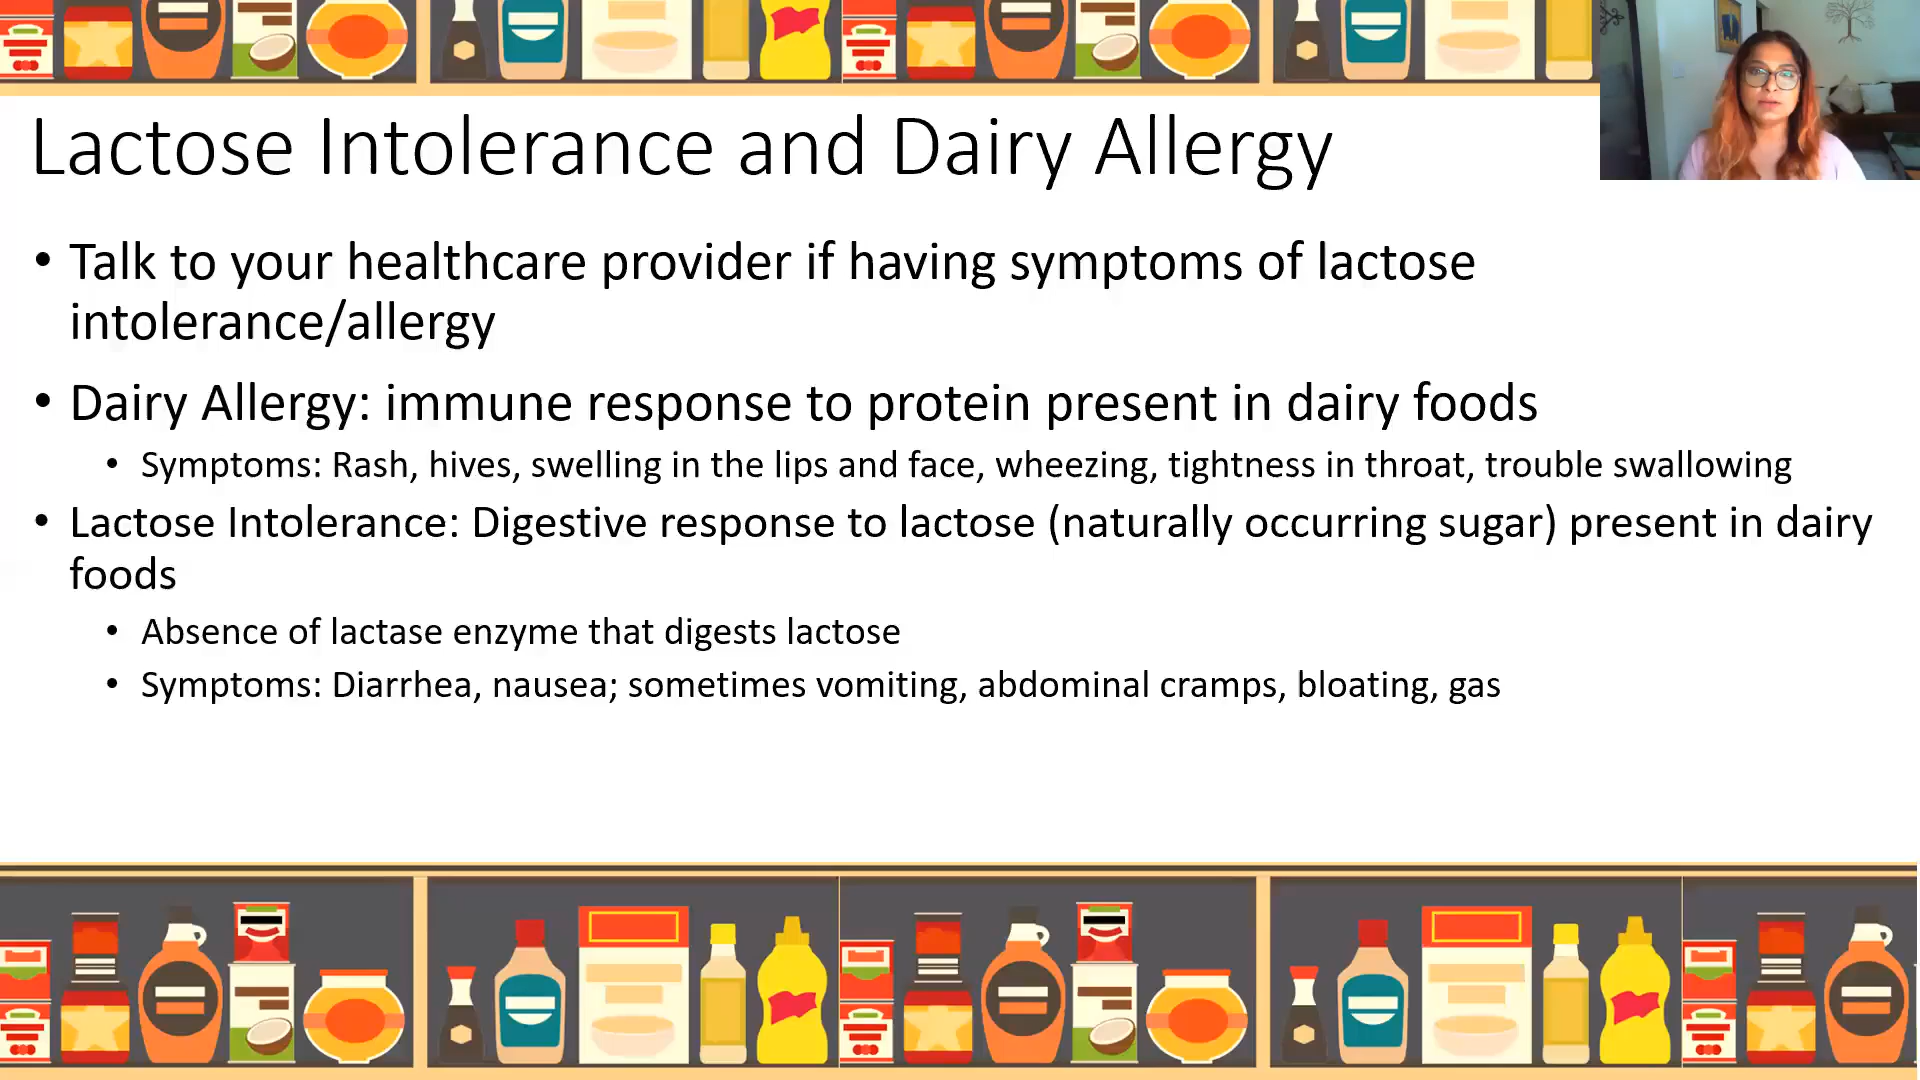 Lactose Intolerance and Dairy Allergy
• Talk to your healthcare provider if having symptoms of lactose
intolerance/allergy
• Dairy Allergy: immune response to protein present in dairy foods
• Symptoms: Rash, hives, swelling in the lips and face, wheezing, tightness in throat, trouble swallowing
• Lactose Intolerance: Digestive response to lactose (naturally occurring sugar) present in dairy
foods
• Absence of lactase enzyme that digests lactose
• Symptoms: Diarrhea, nausea; sometimes vomiting, abdominal cramps, bloating, gas